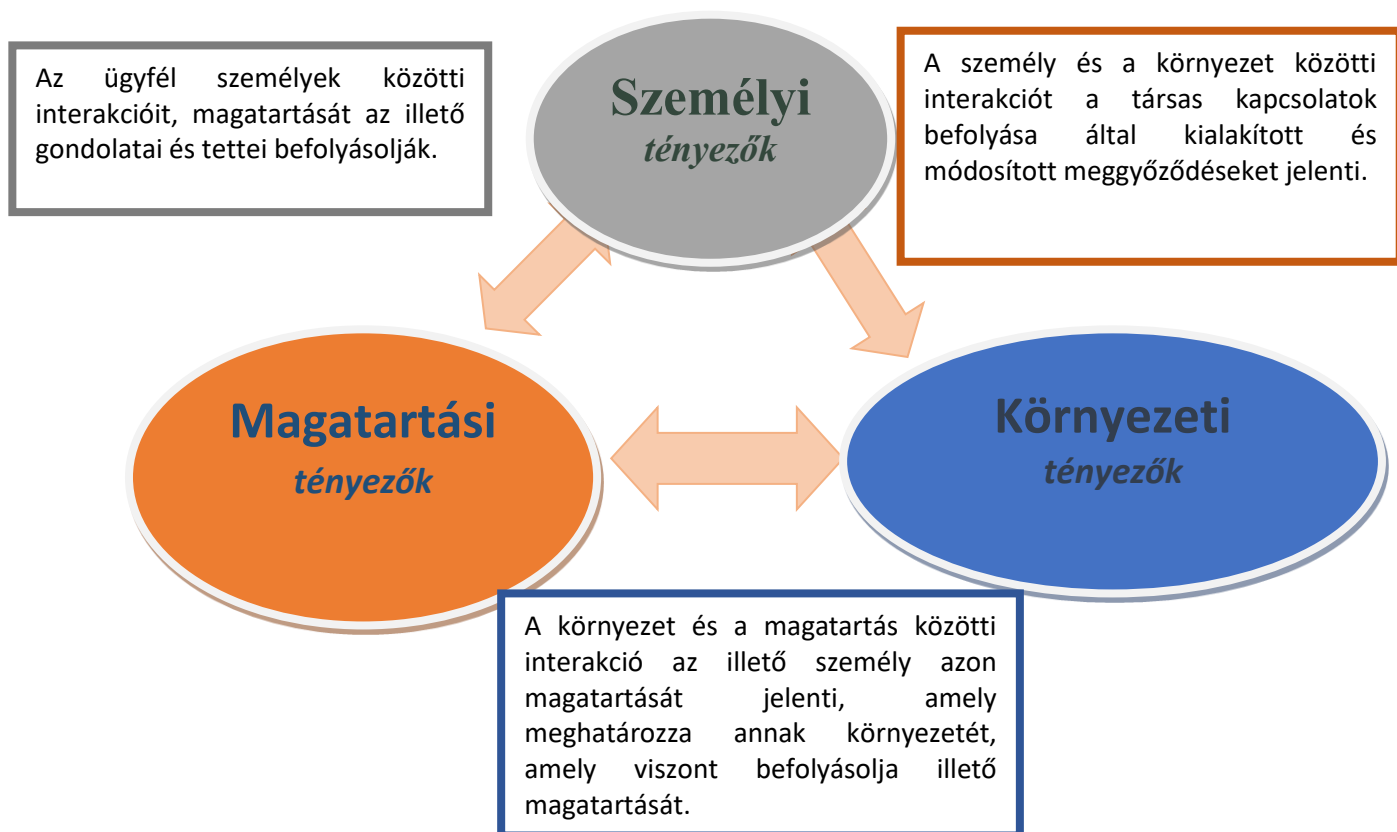 Az ügyfél személyek közötti
interakcióit, magatartását az illető
gondolatai és tettei befolyásolják.
Személyi
tényezők
A személy és a környezet közötti
interakciót a társas kapcsolatok
befolyása által kialakított és
módosított meggyőződéseket jelenti.
Magatartási
tényezők
Környezeti
tényezők
A környezet és a magatartás közötti
interakció az illető személy azon
magatartását jelenti, amely
meghatározza annak környezetét,
amely viszont befolyásolja illető
magatartását.